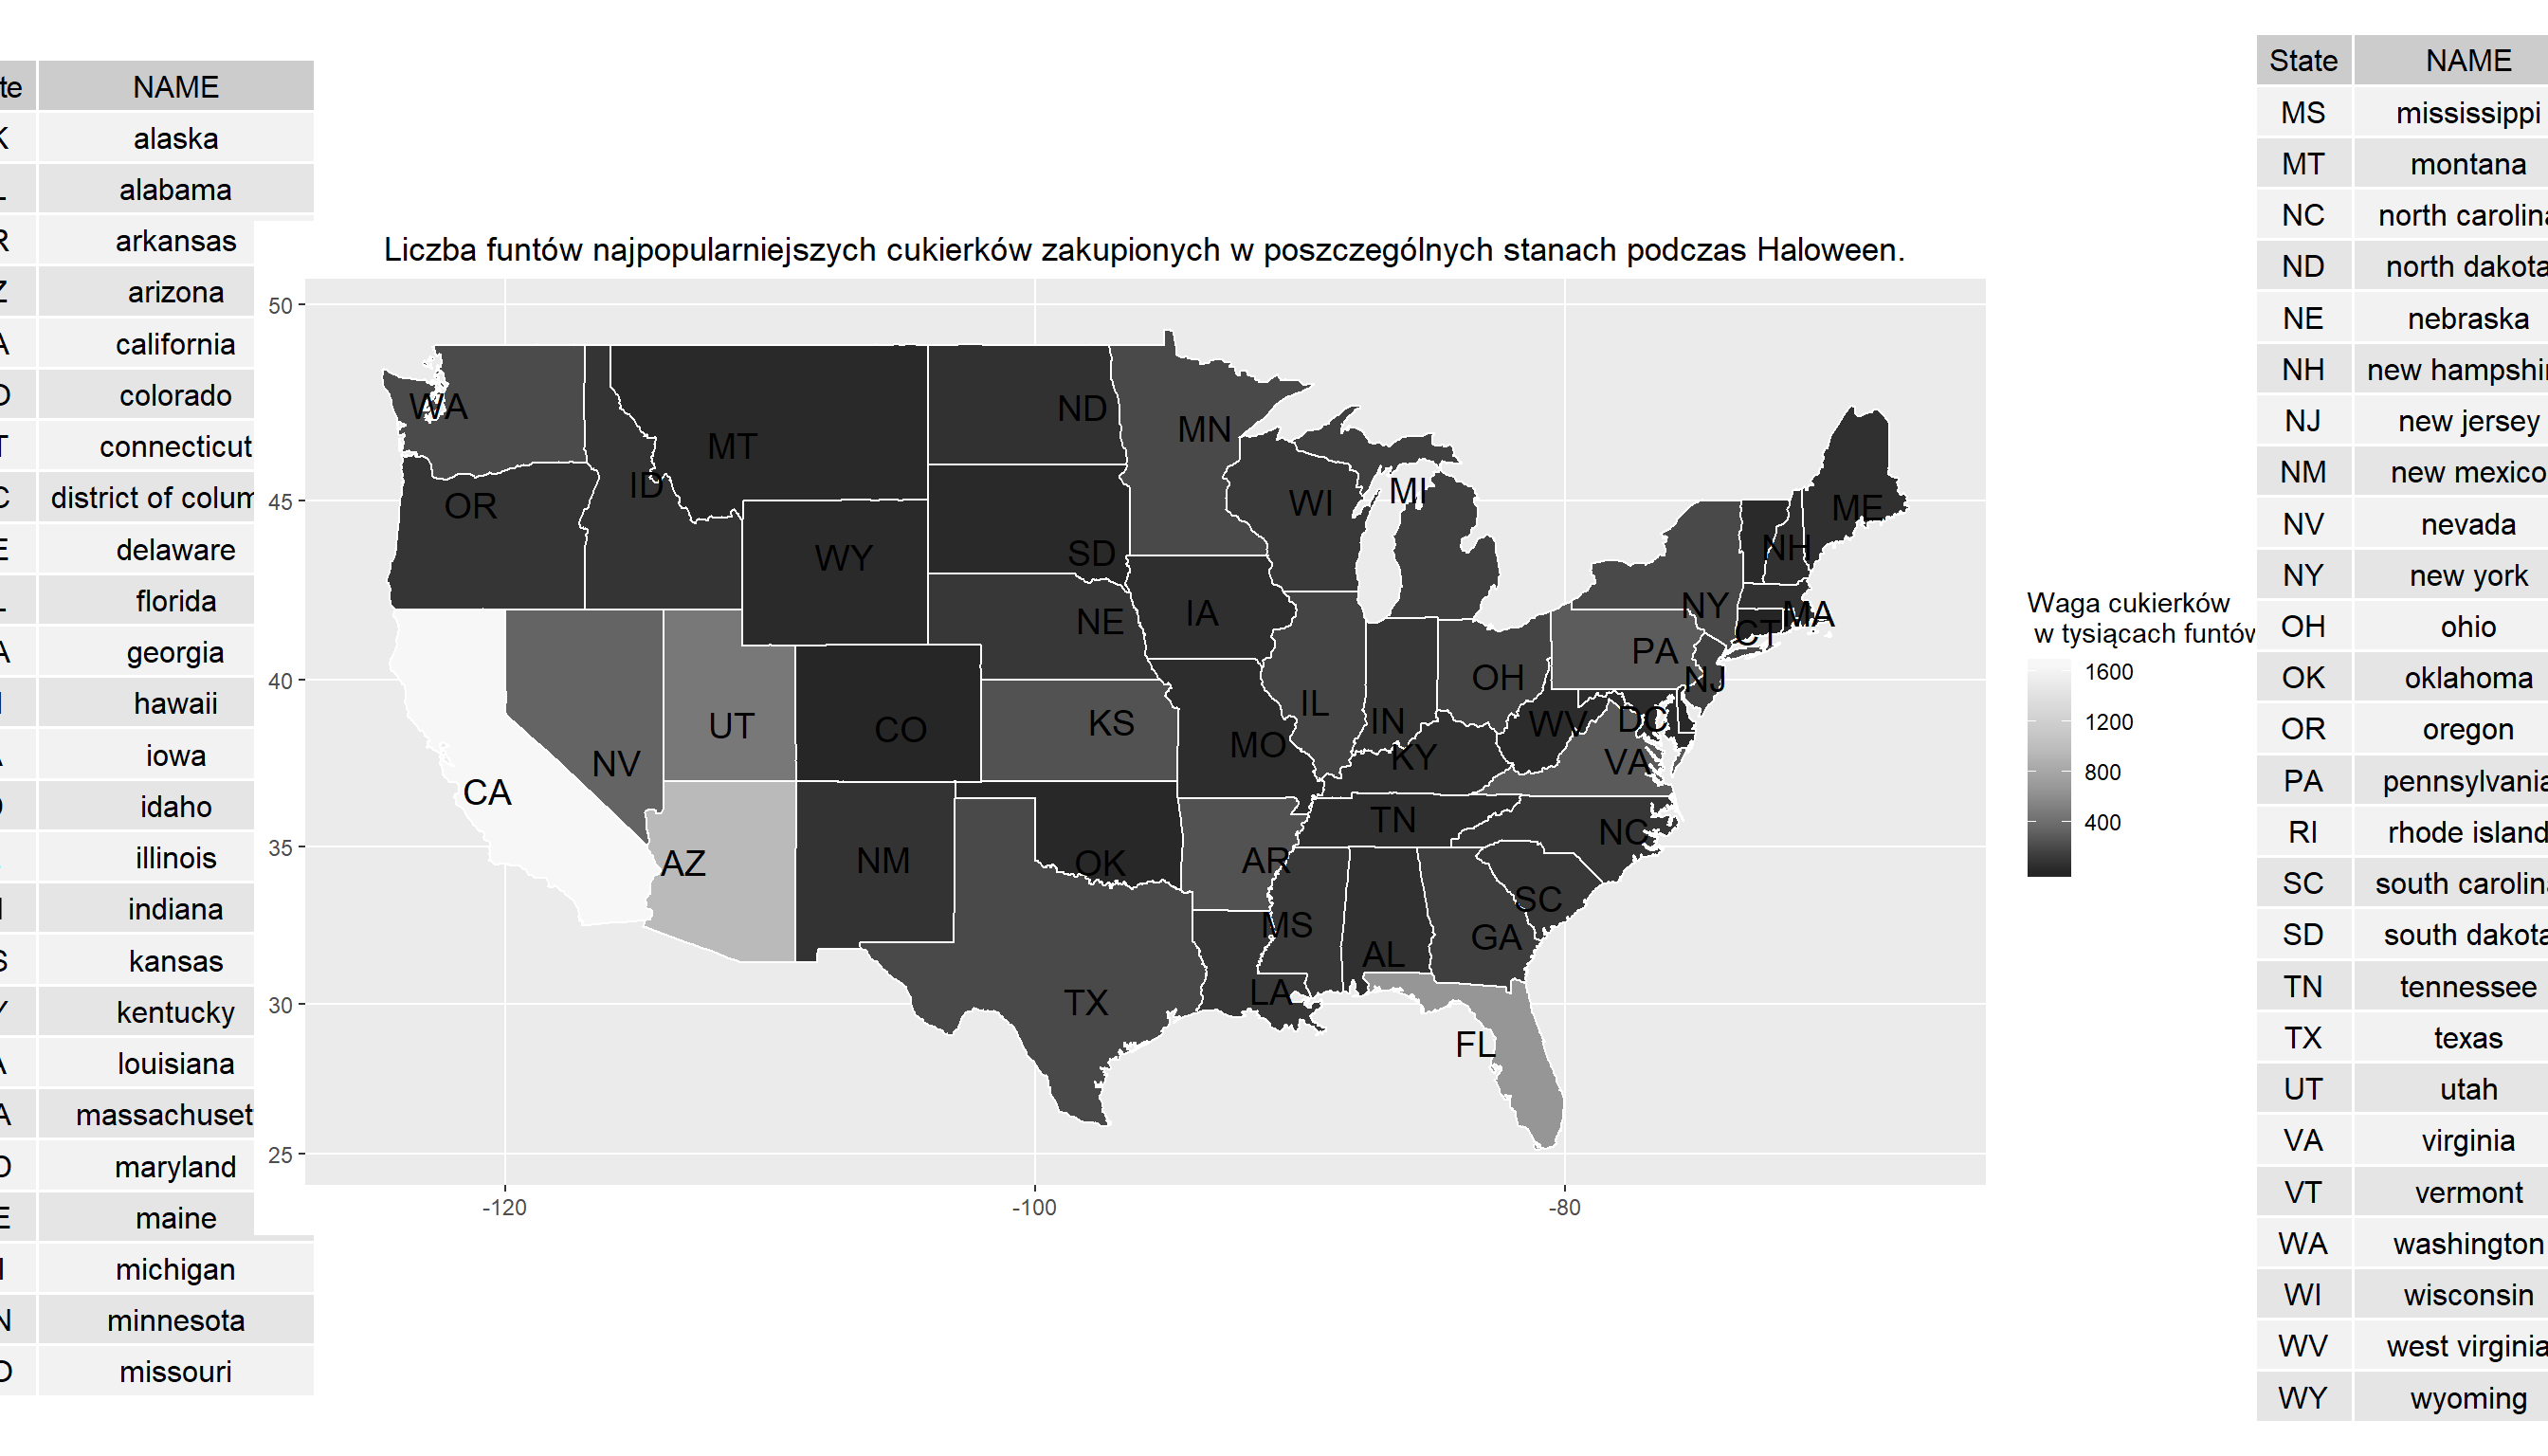 te NAME
K alaska
L alabama
R arkansas
Z arizona
A california
O colorado
T connecticut
C district of colum
E delaware
L florida
A georgia
I hawaii
A iowa
D idaho
illinois
indiana
S kansas
Y kentucky
A louisiana
A massachuset
D maryland
E maine
I michigan
N minnesota
O missouri
Liczba funtów najpopularniejszych cukierków zakupionych w poszczególnych stanach podczas Haloween.
50
45
40
35
30
25
-120 -100 -80
WA
MT
ND
MN
OR
ID
WI
MI
ME
WY
SD
NH
NE
IA
NY
MA
CT
PA
NJ
OH
UT
CO
KS
IL
IN
WV
DC
NV
MO
KY
VA
CA
TN
NC
AZ
NM
OK
AR
SC
MS
GA
AL
LA
TX
FL
Waga cukierków
w tysiącach funtów
1600
1200
800
400
State NAME
MS mississippi
MT montana
NC north carolina
ND north dakota
NE nebraska
NH new hampshir
NJ new jersey
NM new mexico
NV nevada
NY new york
OH ohio
OK oklahoma
OR oregon
PA pennsylvania
RI rhode island
SC south carolina
SD south dakota
TN tennessee
TX texas
UT utah
VA virginia
VT vermont
WA washington
WI wisconsin
WV west virginia
WY wyoming